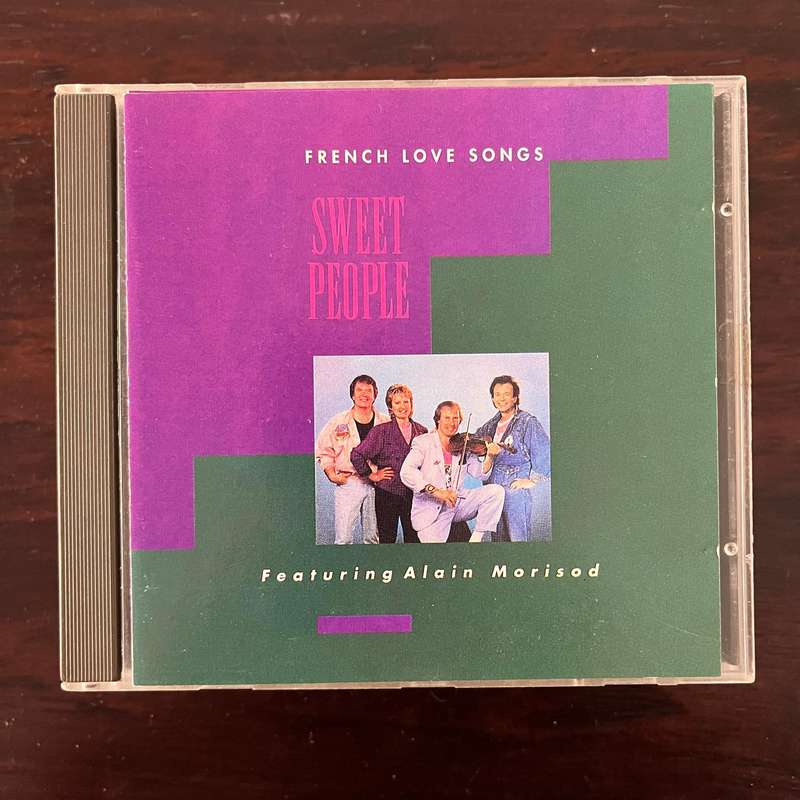 FRENCH LOVE SONGS
SWEET
PEOPLE
Featuring Alain Morisod